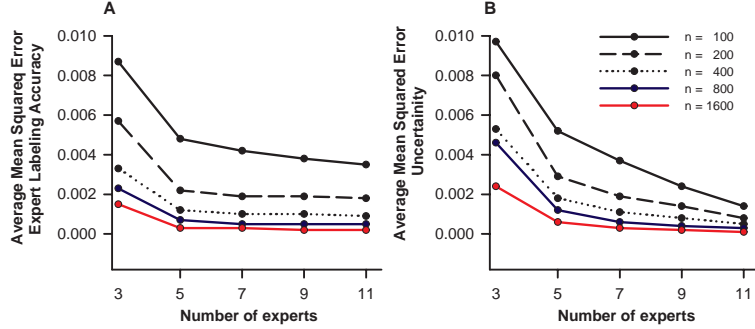 A
Average Mean Squareq Error
Expert Labeling Accuracy
0.010
0.008
0.006
0.004
0.002
0.000
3 5 7 9 11
Number of experts
B
Average Mean Squared Error
Uncertainity
0.010
0.008
0.006
0.004
0.002
0.000
3 5 7 9 11
Number of experts
n = 100
n = 200
n = 400
n = 800
n = 1600